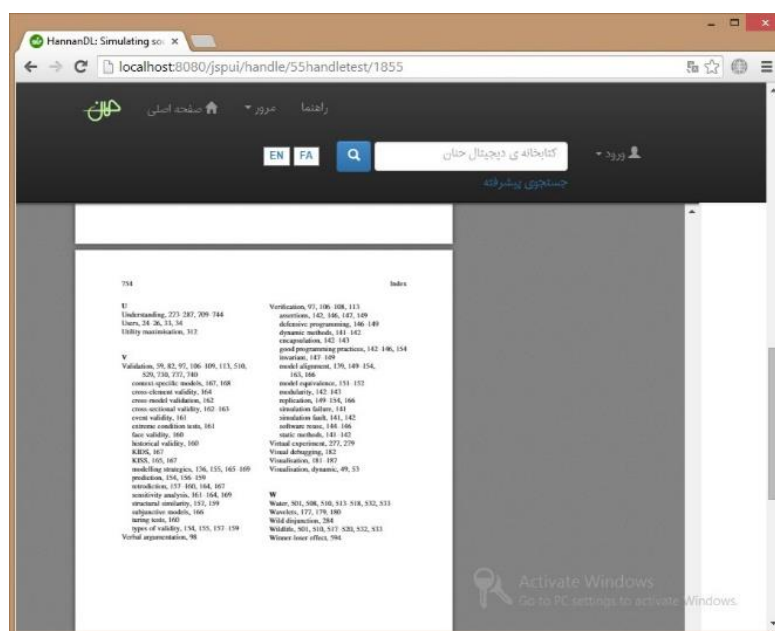 HannanDL: Simulating so
localhost:8080/jspui/handle/55handletest/1855
حنان
صفحه اصلی
مرور
راهنما
EN
FA
کتابخانه ی دیجیتال حنان
ورود
جستجوی پیشرفته
754 Index
U
Understanding, 273–287, 709–744
Users, 24–26, 33, 34
Utility maximisation, 312
V
Validation, 59, 82, 97, 106–109, 113, 510,
529, 730, 737, 740
context-specific models, 167, 168
cross-element validity, 164
cross-model validation, 162
cross-sectional validity, 162–163
event validity, 161
extreme condition tests, 161
face validity, 160
historical validity, 160
KIDS, 167
KISS, 165, 167
modelling strategies, 136, 155, 165–169
prediction, 154, 156–159
retrodiction, 157–160, 164, 167
sensitivity analysis, 161–164, 169
structural similarity, 157, 159
subjunctive models, 166
turing tests, 160
types of validity, 134, 155, 157–159
Verbal argumentation, 98
Verification, 97, 106–108, 113
assertions, 142, 146, 147, 149
defensive programming, 146–149
dynamic methods, 141–142
encapsulation, 142–143
good programming practices, 142–146, 154
invariant, 147–149
model alignment, 139, 149–154,
163, 166
model equivalence, 151–152
modularity, 142–143
replication, 149–154, 166
simulation failure, 141
simulation fault, 141, 142
software reuse, 144–146
static methods, 141–142
Virtual experiment, 277, 279
Visual debugging, 182
Visualisation, 181–187
Visualisation, dynamic, 49, 53
W
Water, 501, 508, 510, 513–518, 532, 533
Wavelets, 177, 179, 180
Wild disjunction, 284
Wildlife, 501, 510, 517–520, 532, 533
Winner-loser effect, 594
Activate Windows
Go to PC settings to activate Windows.